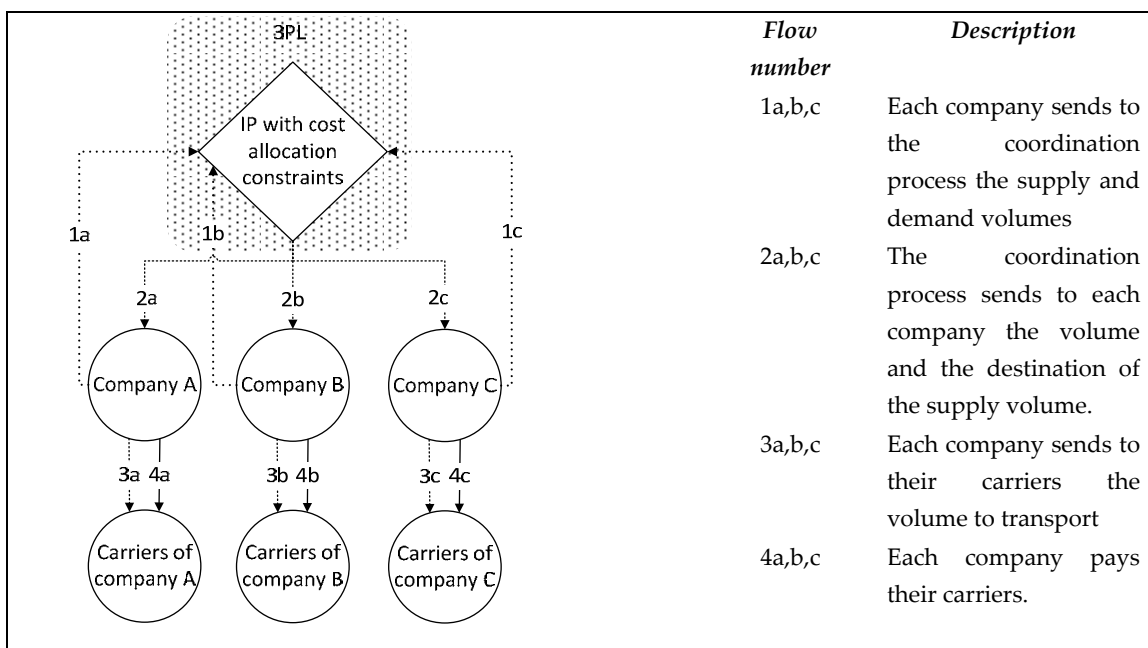 3PL
IP with cost
allocation
constraints
1a
1b
1c
2a
2b
2c
Company A
Company B
Company C
3a 4a
3b 4b
3c 4c
Carriers of
company A
Carriers of
company B
Carriers of
company C
Flow
number
Description
1a,b,c
Each company sends to
the coordination
process the supply and
demand volumes
2a,b,c
The coordination
process sends to each
company the volume
and the destination of
the supply volume.
3a,b,c
Each company sends to
their carriers the
volume to transport
4a,b,c
Each company pays
their carriers.